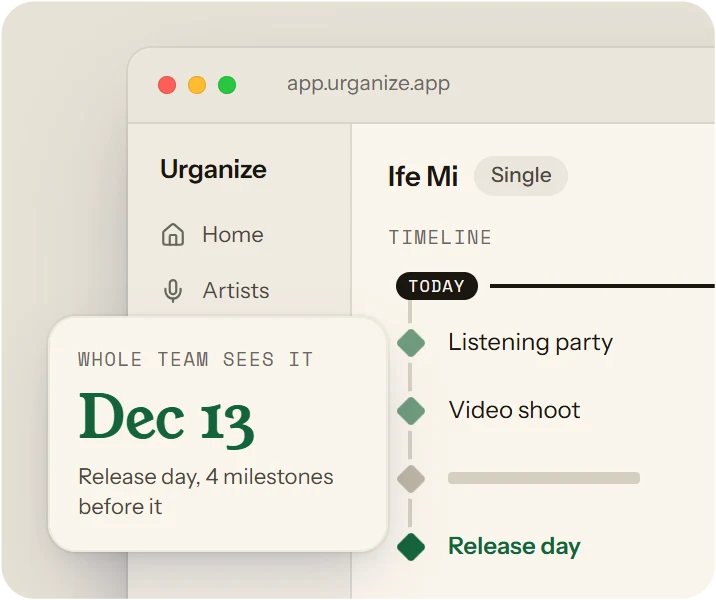 app.urganize.app
Urganize
Home
Artists
Ife Mi
Single
TIMELINE
TODAY
Listening party
Video shoot
Release day
WHOLE TEAM SEES IT
Dec 13
Release day, 4 milestones
before it